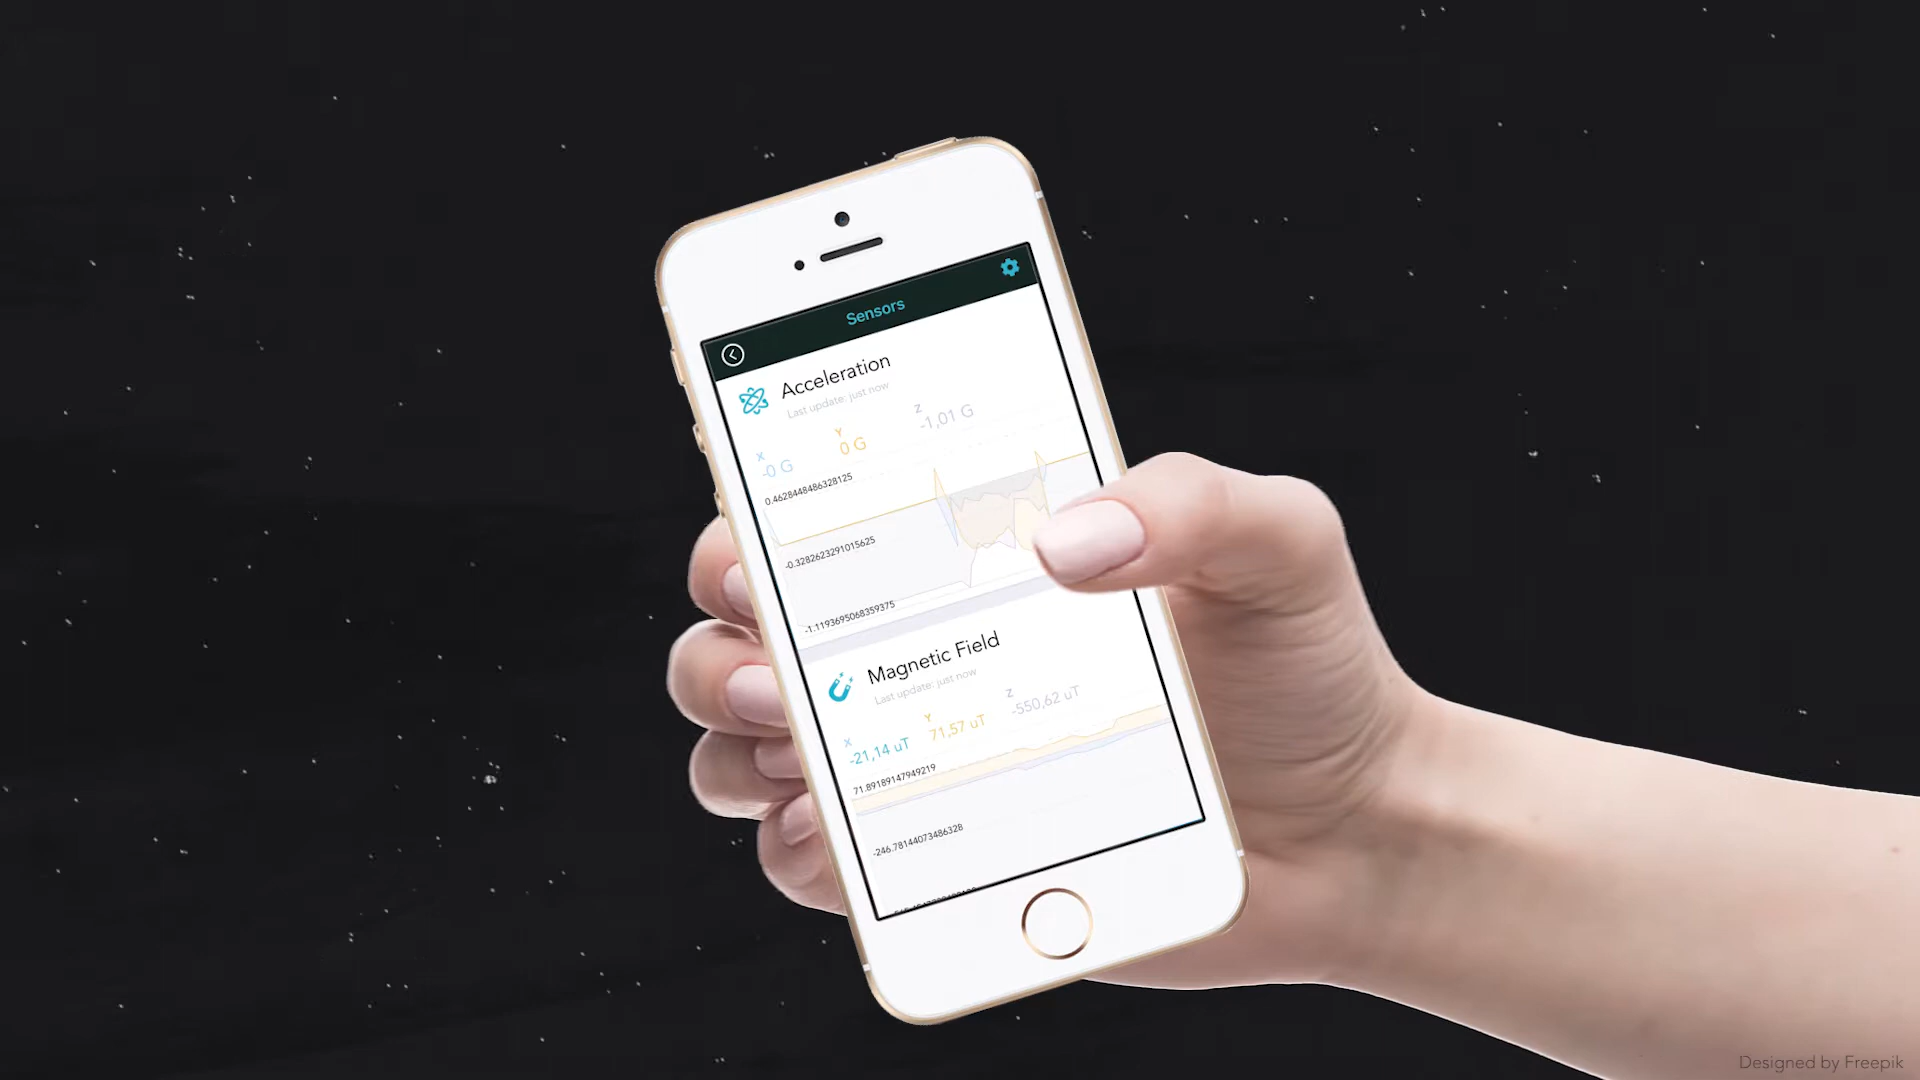 Sensors
Acceleration
Last update: just now
X Y Z
-0 G 0 G -1,01 G
0.4628448486328125
-0.3282623291015625
-1.1193695068359375
Magnetic Field
Last update: just now
X Y Z
-21,14 uT 71,57 uT -550,62 uT
71.89189147949219
-246.78144073486328
Designed by Freepik